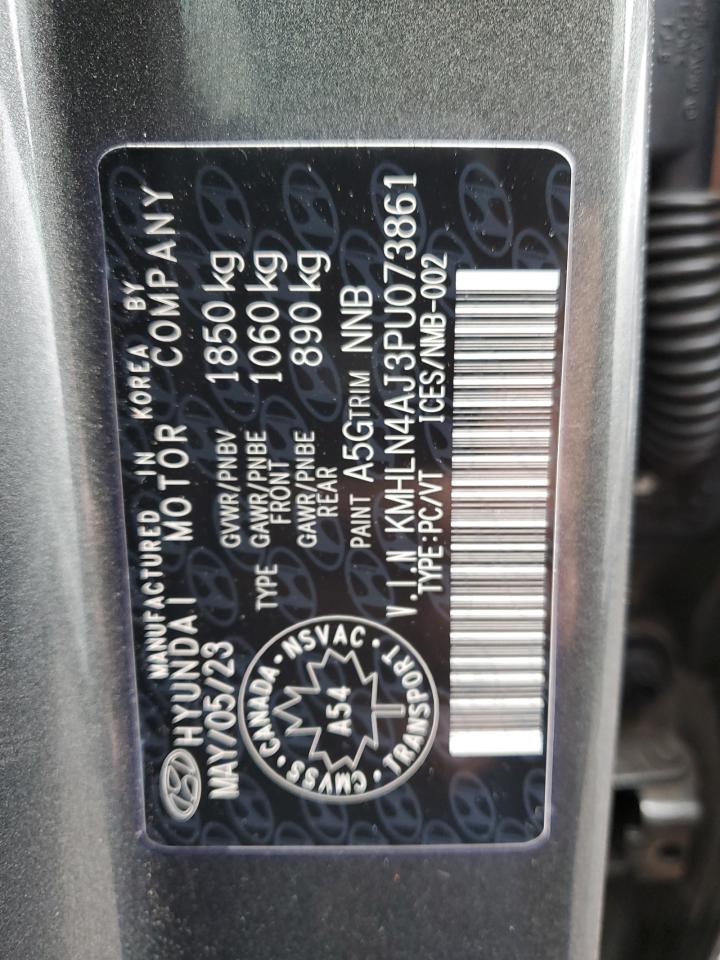 MANUFACTURED IN KOREA BY
HYUNDAI MOTOR COMPANY
MAY/05/23 GVWR/PNBV 1850 kg
TYPE GAWR/PNBE FRONT 1060 kg
GAWR/PNBE REAR 890 kg
CANADA · NSVAC · TRANSPORT · CMVSS ·
A54
PAINT A5G TRIM NNB
V.I.N KMHLN4AJ3PU073861
TYPE:PC/VT ICES/NMB-002